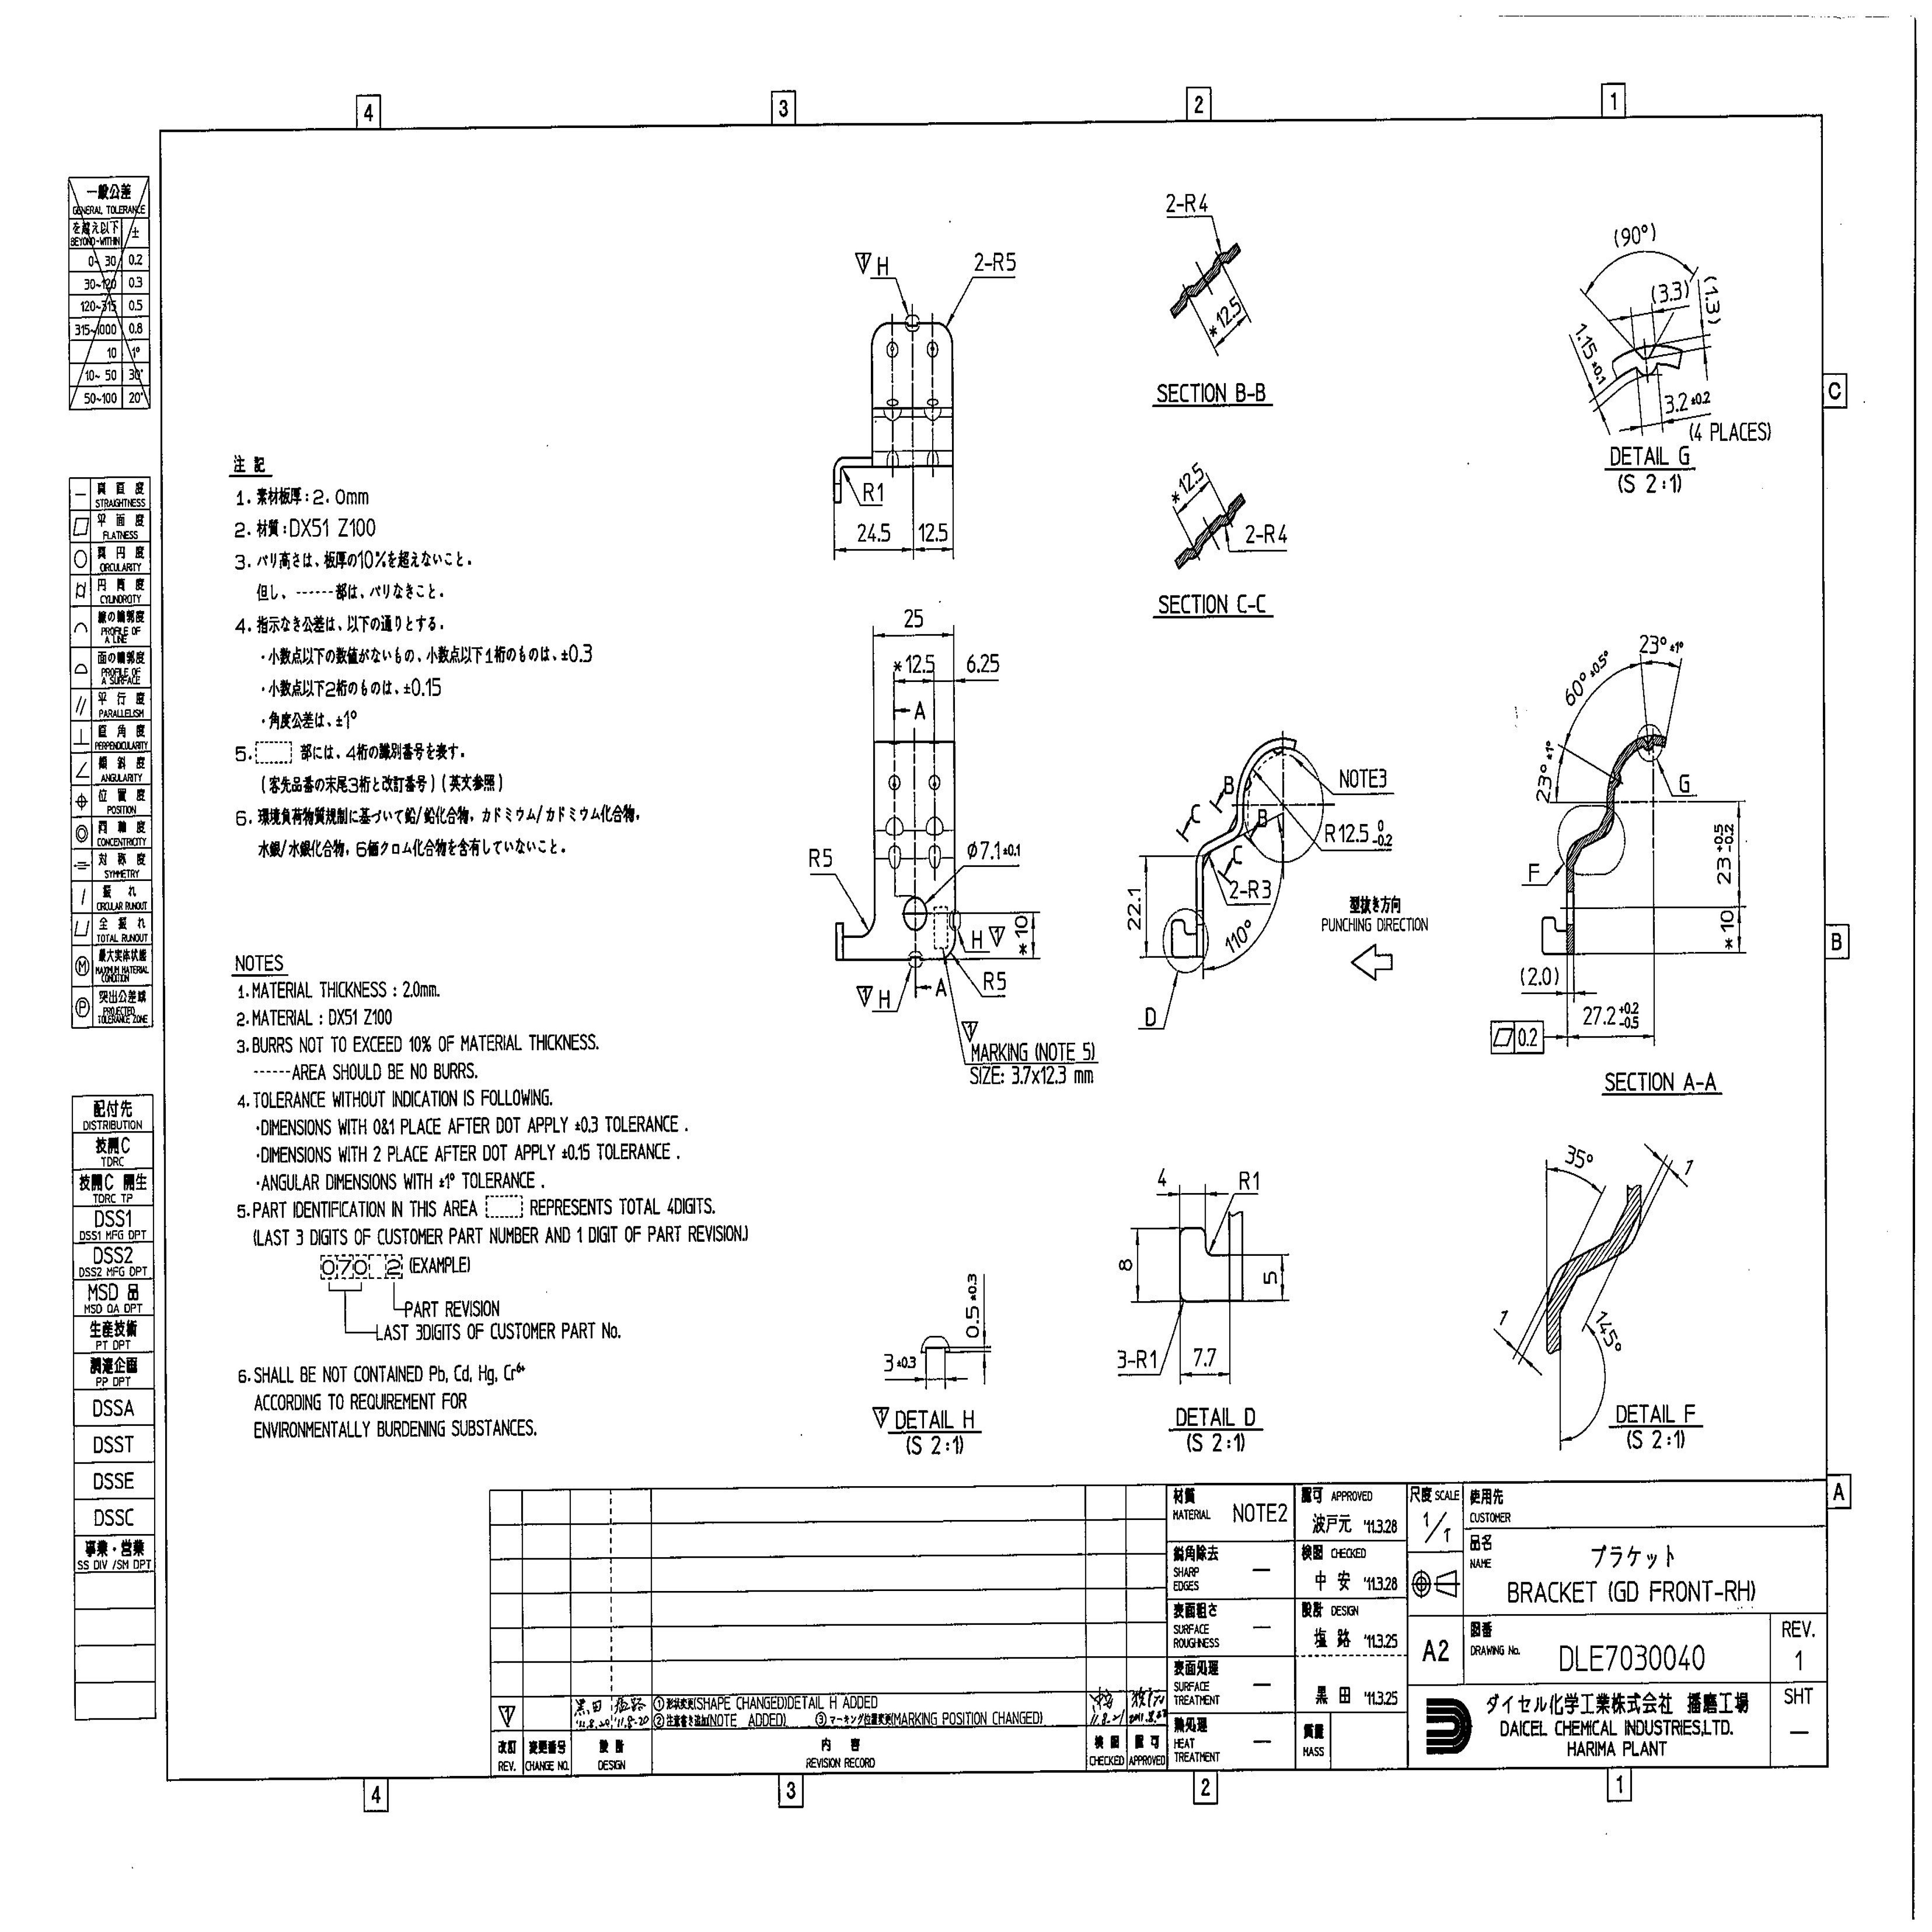 4
3
2
1
C
B
A
4
3
2
1
一般公差
GENERAL TOLERANCE
を超え以下
BEYOND-WITHIN
±
0~ 30 0.2
30~120 0.3
120~315 0.5
315~1000 0.8
10 1°
10~ 50 30'
50~100 20'
真直度
STRAIGHTNESS
平面度
FLATNESS
真円度
CIRCULARITY
円筒度
CYLINDRICITY
線の輪郭度
PROFILE OF
A LINE
面の輪郭度
PROFILE OF
A SURFACE
平行度
PARALLELISM
直角度
PERPENDICULARITY
傾斜度
ANGULARITY
位置度
POSITION
同軸度
CONCENTRICITY
対称度
SYMMETRY
振れ
CIRCULAR RUNOUT
全振れ
TOTAL RUNOUT
M
最大実体状態
MAXIMUM MATERIAL
CONDITION
P
突出公差域
PROJECTED
TOLERANCE ZONE
配付先
DISTRIBUTION
技開C
TDRC
技開C 開生
TDRC TP
DSS1
DSS1 MFG DPT
DSS2
DSS2 MFG DPT
MSD 品
MSD QA DPT
生産技術
PT DPT
調達企画
PP DPT
DSSA
DSST
DSSE
DSSC
事業・営業
SS DIV /SM DPT
注記
1. 素材板厚:2.0mm
2. 材質:DX51 Z100
3. バリ高さは、板厚の10%を超えないこと.
但し、------部は、バリなきこと.
4. 指示なき公差は、以下の通りとする.
・小数点以下の数値がないもの、小数点以下1桁のものは、±0.3
・小数点以下2桁のものは、±0.15
・角度公差は、±1°
5. 部には、4桁の識別番号を表す.
(客先品番の末尾3桁と改訂番号)(英文参照)
6. 環境負荷物質規制に基づいて鉛/鉛化合物, カドミウム/カドミウム化合物,
水銀/水銀化合物, 6価クロム化合物を含有していないこと.
NOTES
1. MATERIAL THICKNESS : 2.0mm.
2. MATERIAL : DX51 Z100
3. BURRS NOT TO EXCEED 10% OF MATERIAL THICKNESS.
------AREA SHOULD BE NO BURRS.
4. TOLERANCE WITHOUT INDICATION IS FOLLOWING.
・DIMENSIONS WITH 0&1 PLACE AFTER DOT APPLY ±0.3 TOLERANCE .
・DIMENSIONS WITH 2 PLACE AFTER DOT APPLY ±0.15 TOLERANCE .
・ANGULAR DIMENSIONS WITH ±1° TOLERANCE .
5. PART IDENTIFICATION IN THIS AREA REPRESENTS TOTAL 4DIGITS.
(LAST 3 DIGITS OF CUSTOMER PART NUMBER AND 1 DIGIT OF PART REVISION.)
070 2 (EXAMPLE)
PART REVISION
LAST 3DIGITS OF CUSTOMER PART No.
6. SHALL BE NOT CONTAINED Pb, Cd, Hg, Cr6+
ACCORDING TO REQUIREMENT FOR
ENVIRONMENTALLY BURDENING SUBSTANCES.
1 H
2-R5
R1
24.5
12.5
2-R4
*12.5
SECTION B-B
*12.5
2-R4
SECTION C-C
(90°)
(3.3)
(1.3)
1.15 ±0.1
3.2 ±0.2
(4 PLACES)
DETAIL G
(S 2:1)
25
*12.5
6.25
A
R5
φ7.1 ±0.1
*10
H 1
R5
1 H
A
1
MARKING (NOTE 5)
SIZE: 3.7x12.3 mm
NOTE3
B
C
B
C
R12.5 0 -0.2
2-R3
22.1
110°
D
型抜き方向
PUNCHING DIRECTION
23° ±1°
60° ±0.5°
23° ±1°
G
F
23 +0.5 -0.2
*10
(2.0)
27.2 +0.2 -0.5
0.2
SECTION A-A
3 ±0.3
0.5 ±0.3
1 DETAIL H
(S 2:1)
4
R1
8
5
3-R1
7.7
DETAIL D
(S 2:1)
35°
1
1
145°
DETAIL F
(S 2:1)
1
黒田
塩路
'11.8.20
'11.8.20
① 形状変更(SHAPE CHANGED)DETAIL H ADDED
② 注意書き追加(NOTE ADDED) ③ マーキング位置変更(MARKING POSITION CHANGED)
改訂
REV.
変更番号
CHANGE NO.
設計
DESIGN
内容
REVISION RECORD
検図
CHECKED
認可
APPROVED
材質
MATERIAL
NOTE2
鋭角除去
SHARP
EDGES
—
表面粗さ
SURFACE
ROUGHNESS
—
表面処理
SURFACE
TREATMENT
—
熱処理
HEAT
TREATMENT
—
認可 APPROVED
波戸元 '11.3.28
検図 CHECKED
中安 '11.3.28
設計 DESIGN
塩路 '11.3.25
黒田 '11.3.25
質量
MASS
尺度 SCALE
1/1
A2
使用先
CUSTOMER
品名
NAME
ブラケット
BRACKET (GD FRONT-RH)
図番
DRAWING No.
DLE7030040
REV.
1
ダイセル化学工業株式会社 播磨工場
DAICEL CHEMICAL INDUSTRIES,LTD.
HARIMA PLANT
SHT
—